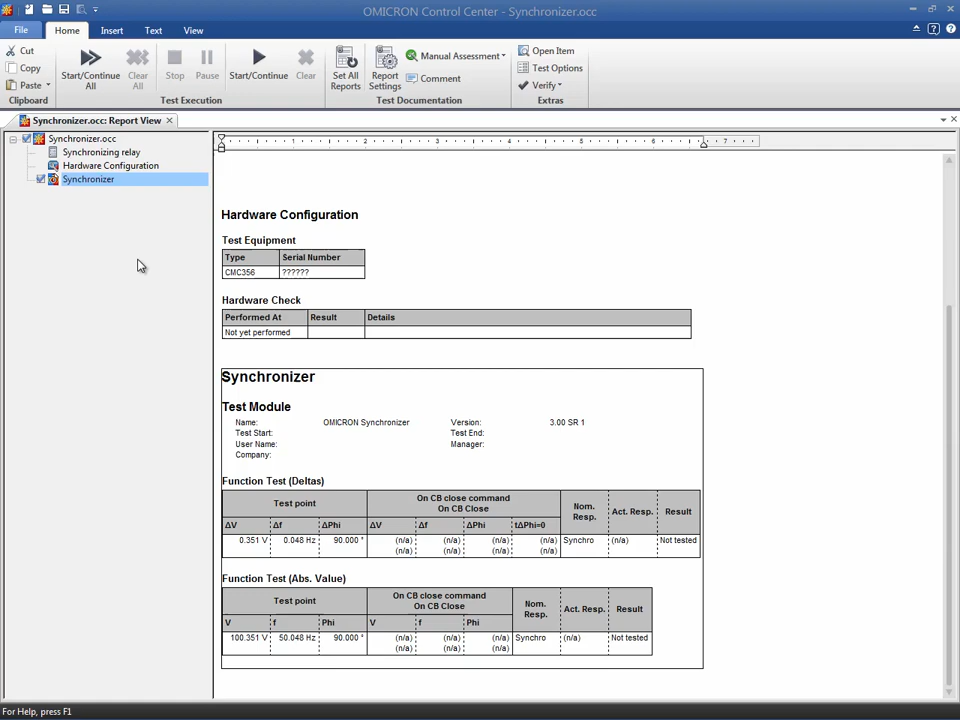 OMICRON Control Center - Synchronizer.occ
File
Home
Insert
Text
View
Cut
Copy
Paste
Clipboard
Start/Continue All
Clear All
Stop
Pause
Start/Continue
Clear
Test Execution
Set All Reports
Report Settings
Manual Assessment
Comment
Test Documentation
Open Item
Test Options
Verify
Extras
Synchronizer.occ: Report View
Synchronizer.occ
Synchronizing relay
Hardware Configuration
Synchronizer
1 2 3 4 5 6 7
Hardware Configuration
Test Equipment
Type Serial Number
CMC356 ??????
Hardware Check
Performed At Result Details
Not yet performed
Synchronizer
Test Module
Name: OMICRON Synchronizer Version: 3.00 SR 1
Test Start: Test End:
User Name: Manager:
Company:
Function Test (Deltas)
Test point On CB close command On CB Close Nom. Resp. Act. Resp. Result
ΔV Δf ΔPhi ΔV Δf ΔPhi tΔPhi=0
0.351 V 0.048 Hz 90.000 ° (n/a) (n/a) (n/a) (n/a) Synchro (n/a) Not tested
(n/a) (n/a) (n/a) (n/a)
Function Test (Abs. Value)
Test point On CB close command On CB Close Nom. Resp. Act. Resp. Result
V f Phi V f Phi
100.351 V 50.048 Hz 90.000 ° (n/a) (n/a) (n/a) Synchro (n/a) Not tested
(n/a) (n/a) (n/a)
For Help, press F1